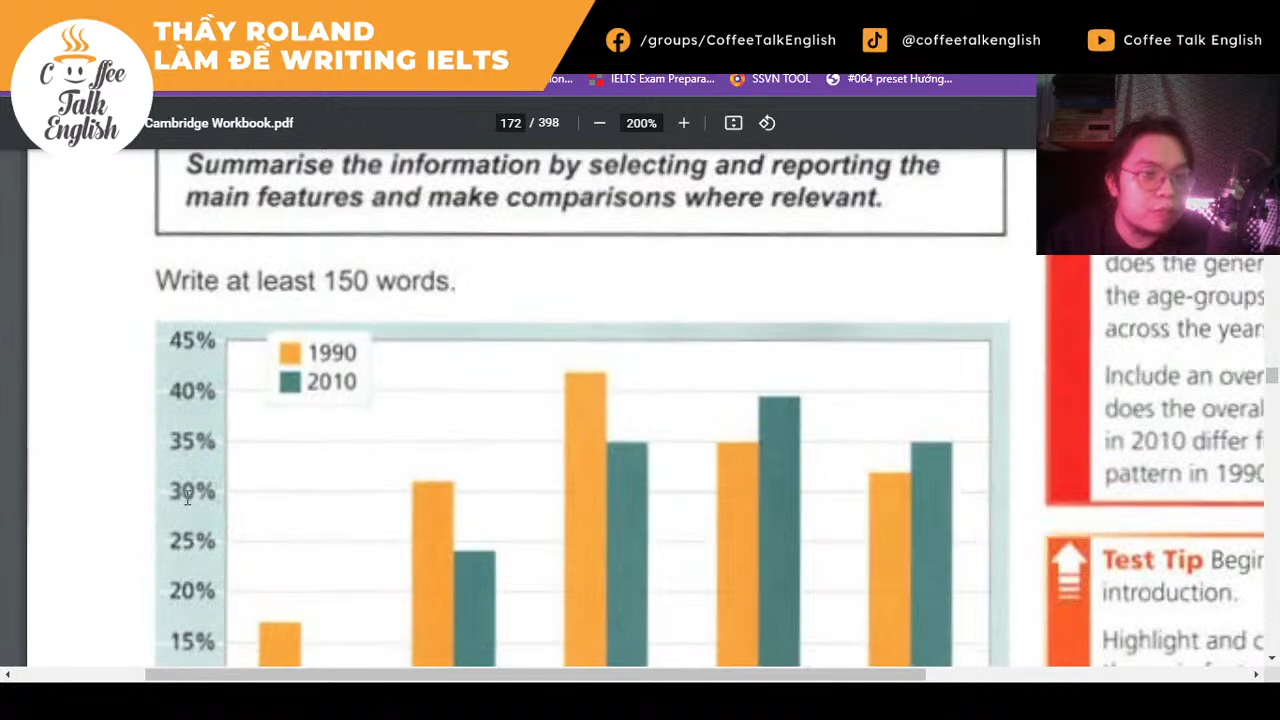 THẦY ROLAND
LÀM ĐỀ WRITING IELTS
/groups/CoffeeTalkEnglish
@coffeetalkenglish
Coffee Talk English
Coffee
Talk
English
IELTS Exam Prepara...
SSVN TOOL
#064 preset Hướng...
Cambridge Workbook.pdf
172 / 398
200%
Summarise the information by selecting and reporting the
main features and make comparisons where relevant.
Write at least 150 words.
45%
40%
35%
30%
25%
20%
15%
1990
2010
does the gener
the age-groups
across the year
Include an over
does the overal
in 2010 differ f
pattern in 1990
Test Tip Begin
introduction.
Highlight and c